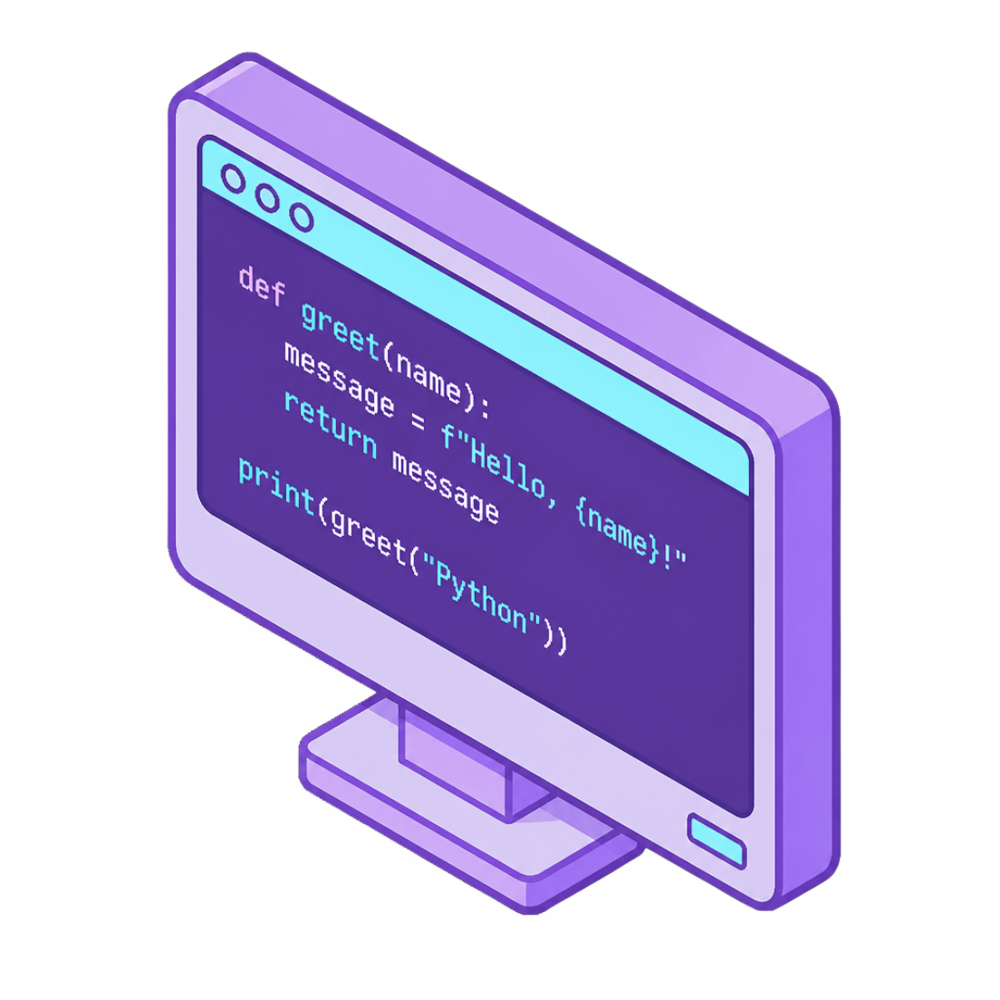 def greet(name):
    message = f"Hello, {name}!"
    return message
print(greet("Python"))